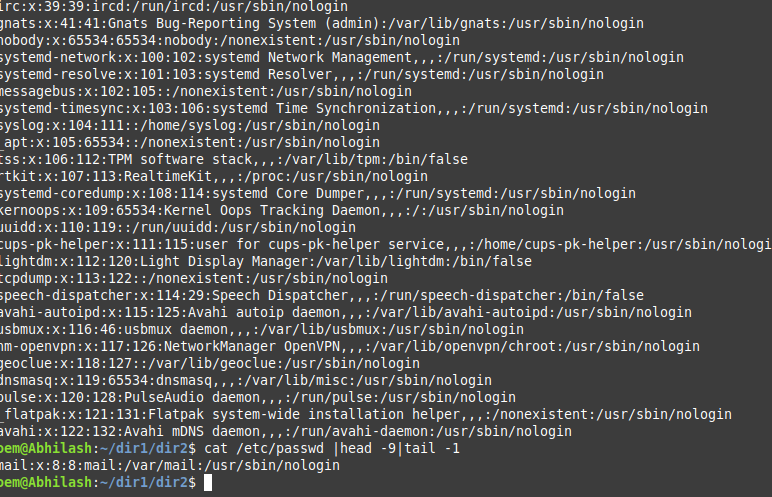 irc:x:39:39:ircd:/run/ircd:/usr/sbin/nologin
gnats:x:41:41:Gnats Bug-Reporting System (admin):/var/lib/gnats:/usr/sbin/nologin
nobody:x:65534:65534:nobody:/nonexistent:/usr/sbin/nologin
systemd-network:x:100:102:systemd Network Management,,,:/run/systemd:/usr/sbin/nologin
systemd-resolve:x:101:103:systemd Resolver,,,:/run/systemd:/usr/sbin/nologin
messagebus:x:102:105::/nonexistent:/usr/sbin/nologin
systemd-timesync:x:103:106:systemd Time Synchronization,,,:/run/systemd:/usr/sbin/nologin
syslog:x:104:111::/home/syslog:/usr/sbin/nologin
_apt:x:105:65534::/nonexistent:/usr/sbin/nologin
tss:x:106:112:TPM software stack,,,:/var/lib/tpm:/bin/false
rtkit:x:107:113:RealtimeKit,,,:/proc:/usr/sbin/nologin
systemd-coredump:x:108:114:systemd Core Dumper,,,:/run/systemd:/usr/sbin/nologin
kernoops:x:109:65534:Kernel Oops Tracking Daemon,,,:/:/usr/sbin/nologin
uuidd:x:110:119::/run/uuidd:/usr/sbin/nologin
cups-pk-helper:x:111:115:user for cups-pk-helper service,,,:/home/cups-pk-helper:/usr/sbin/nologi
lightdm:x:112:120:Light Display Manager:/var/lib/lightdm:/bin/false
tcpdump:x:113:122::/nonexistent:/usr/sbin/nologin
speech-dispatcher:x:114:29:Speech Dispatcher,,,:/run/speech-dispatcher:/bin/false
avahi-autoipd:x:115:125:Avahi autoip daemon,,,:/var/lib/avahi-autoipd:/usr/sbin/nologin
usbmux:x:116:46:usbmux daemon,,,:/var/lib/usbmux:/usr/sbin/nologin
nm-openvpn:x:117:126:NetworkManager OpenVPN,,,:/var/lib/openvpn/chroot:/usr/sbin/nologin
geoclue:x:118:127::/var/lib/geoclue:/usr/sbin/nologin
dnsmasq:x:119:65534:dnsmasq,,,:/var/lib/misc:/usr/sbin/nologin
pulse:x:120:128:PulseAudio daemon,,,:/run/pulse:/usr/sbin/nologin
_flatpak:x:121:131:Flatpak system-wide installation helper,,,:/nonexistent:/usr/sbin/nologin
avahi:x:122:132:Avahi mDNS daemon,,,:/run/avahi-daemon:/usr/sbin/nologin
oem@Abhilash:~/dir1/dir2$ cat /etc/passwd |head -9|tail -1
mail:x:8:8:mail:/var/mail:/usr/sbin/nologin
oem@Abhilash:~/dir1/dir2$